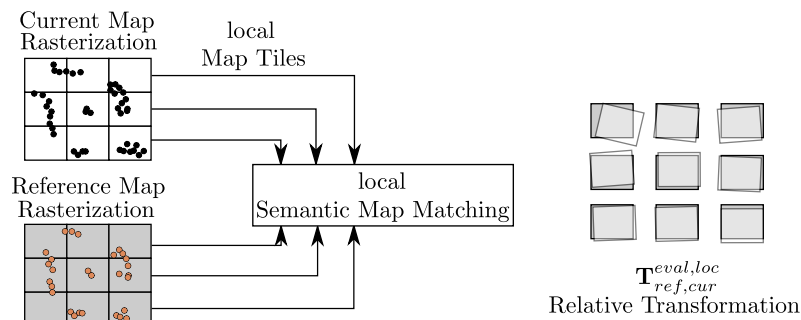 Current Map
Rasterization
local
Map Tiles
Reference Map
Rasterization
local
Semantic Map Matching
T^{eval,loc}_{ref,cur}
Relative Transformation